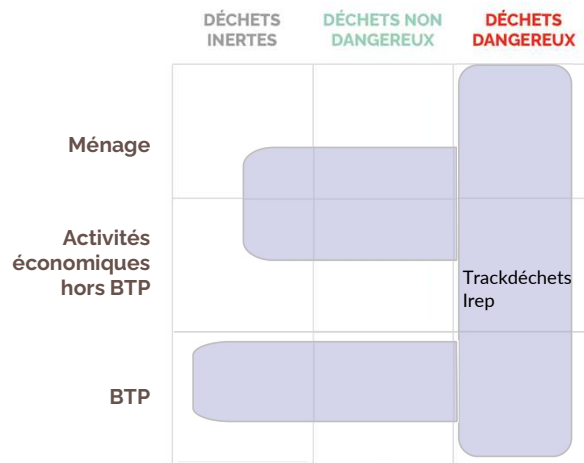 DÉCHETS
INERTES
DÉCHETS NON
DANGEREUX
DÉCHETS
DANGEREUX
Ménage
Activités
économiques
hors BTP
Trackdéchets
Irep
BTP